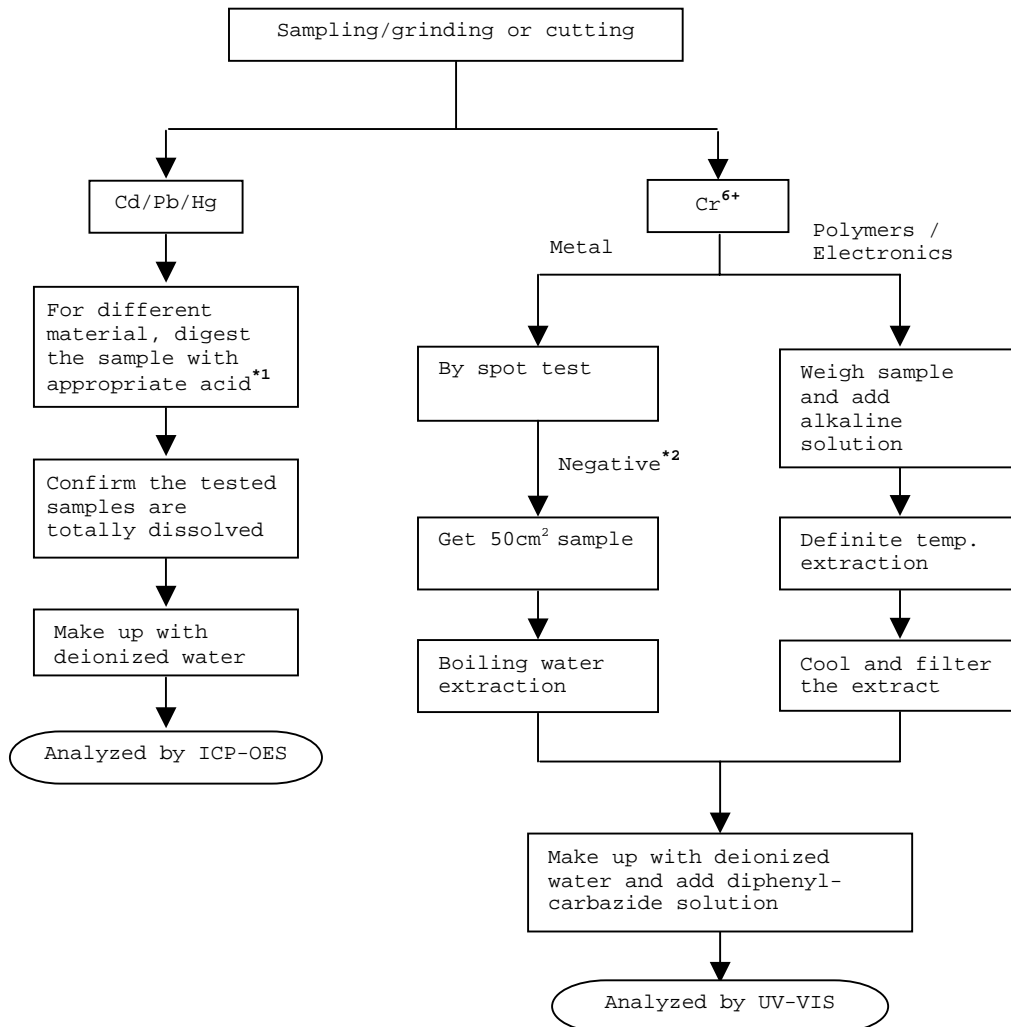 Sampling/grinding or cutting
Cd/Pb/Hg
For different
material, digest
the sample with
appropriate acid*1
Confirm the tested
samples are
totally dissolved
Make up with
deionized water
Analyzed by ICP-OES
Cr6+
Metal
Polymers /
Electronics
By spot test
Negative*2
Get 50cm² sample
Boiling water
extraction
Weigh sample
and add
alkaline
solution
Definite temp.
extraction
Cool and filter
the extract
Make up with deionized
water and add diphenyl-
carbazide solution
Analyzed by UV-VIS